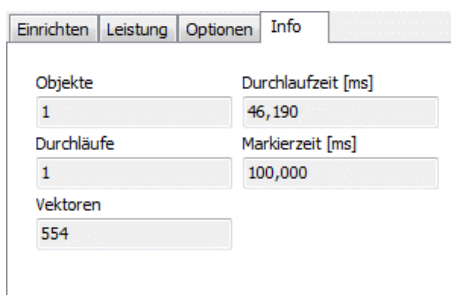 Einrichten Leistung Optionen Info
Objekte Durchlaufzeit [ms]
1 46,190
Durchläufe Markierzeit [ms]
1 100,000
Vektoren
554